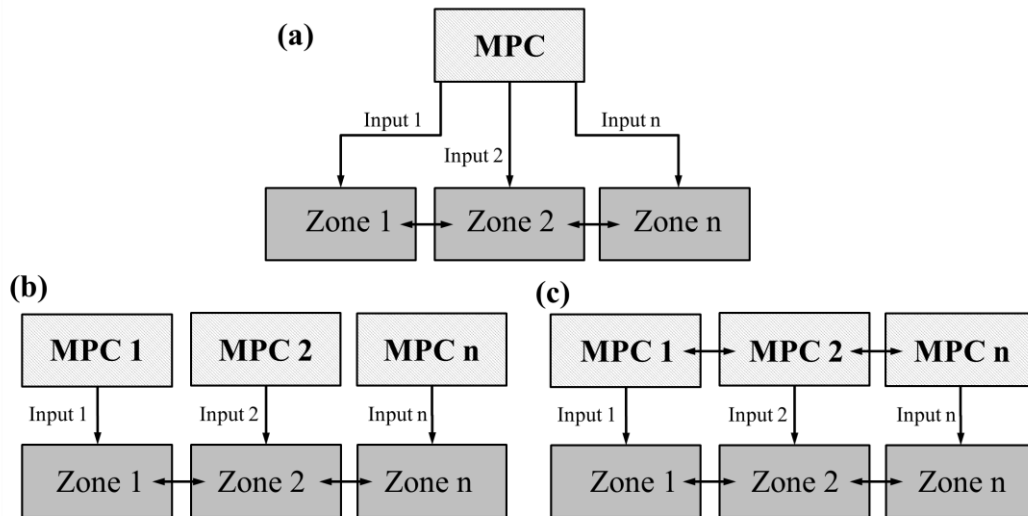 (a)
MPC
Input 1
Input 2
Input n
Zone 1
Zone 2
Zone n
(b)
MPC 1
MPC 2
MPC n
Input 1
Input 2
Input n
Zone 1
Zone 2
Zone n
(c)
MPC 1
MPC 2
MPC n
Input 1
Input 2
Input n
Zone 1
Zone 2
Zone n